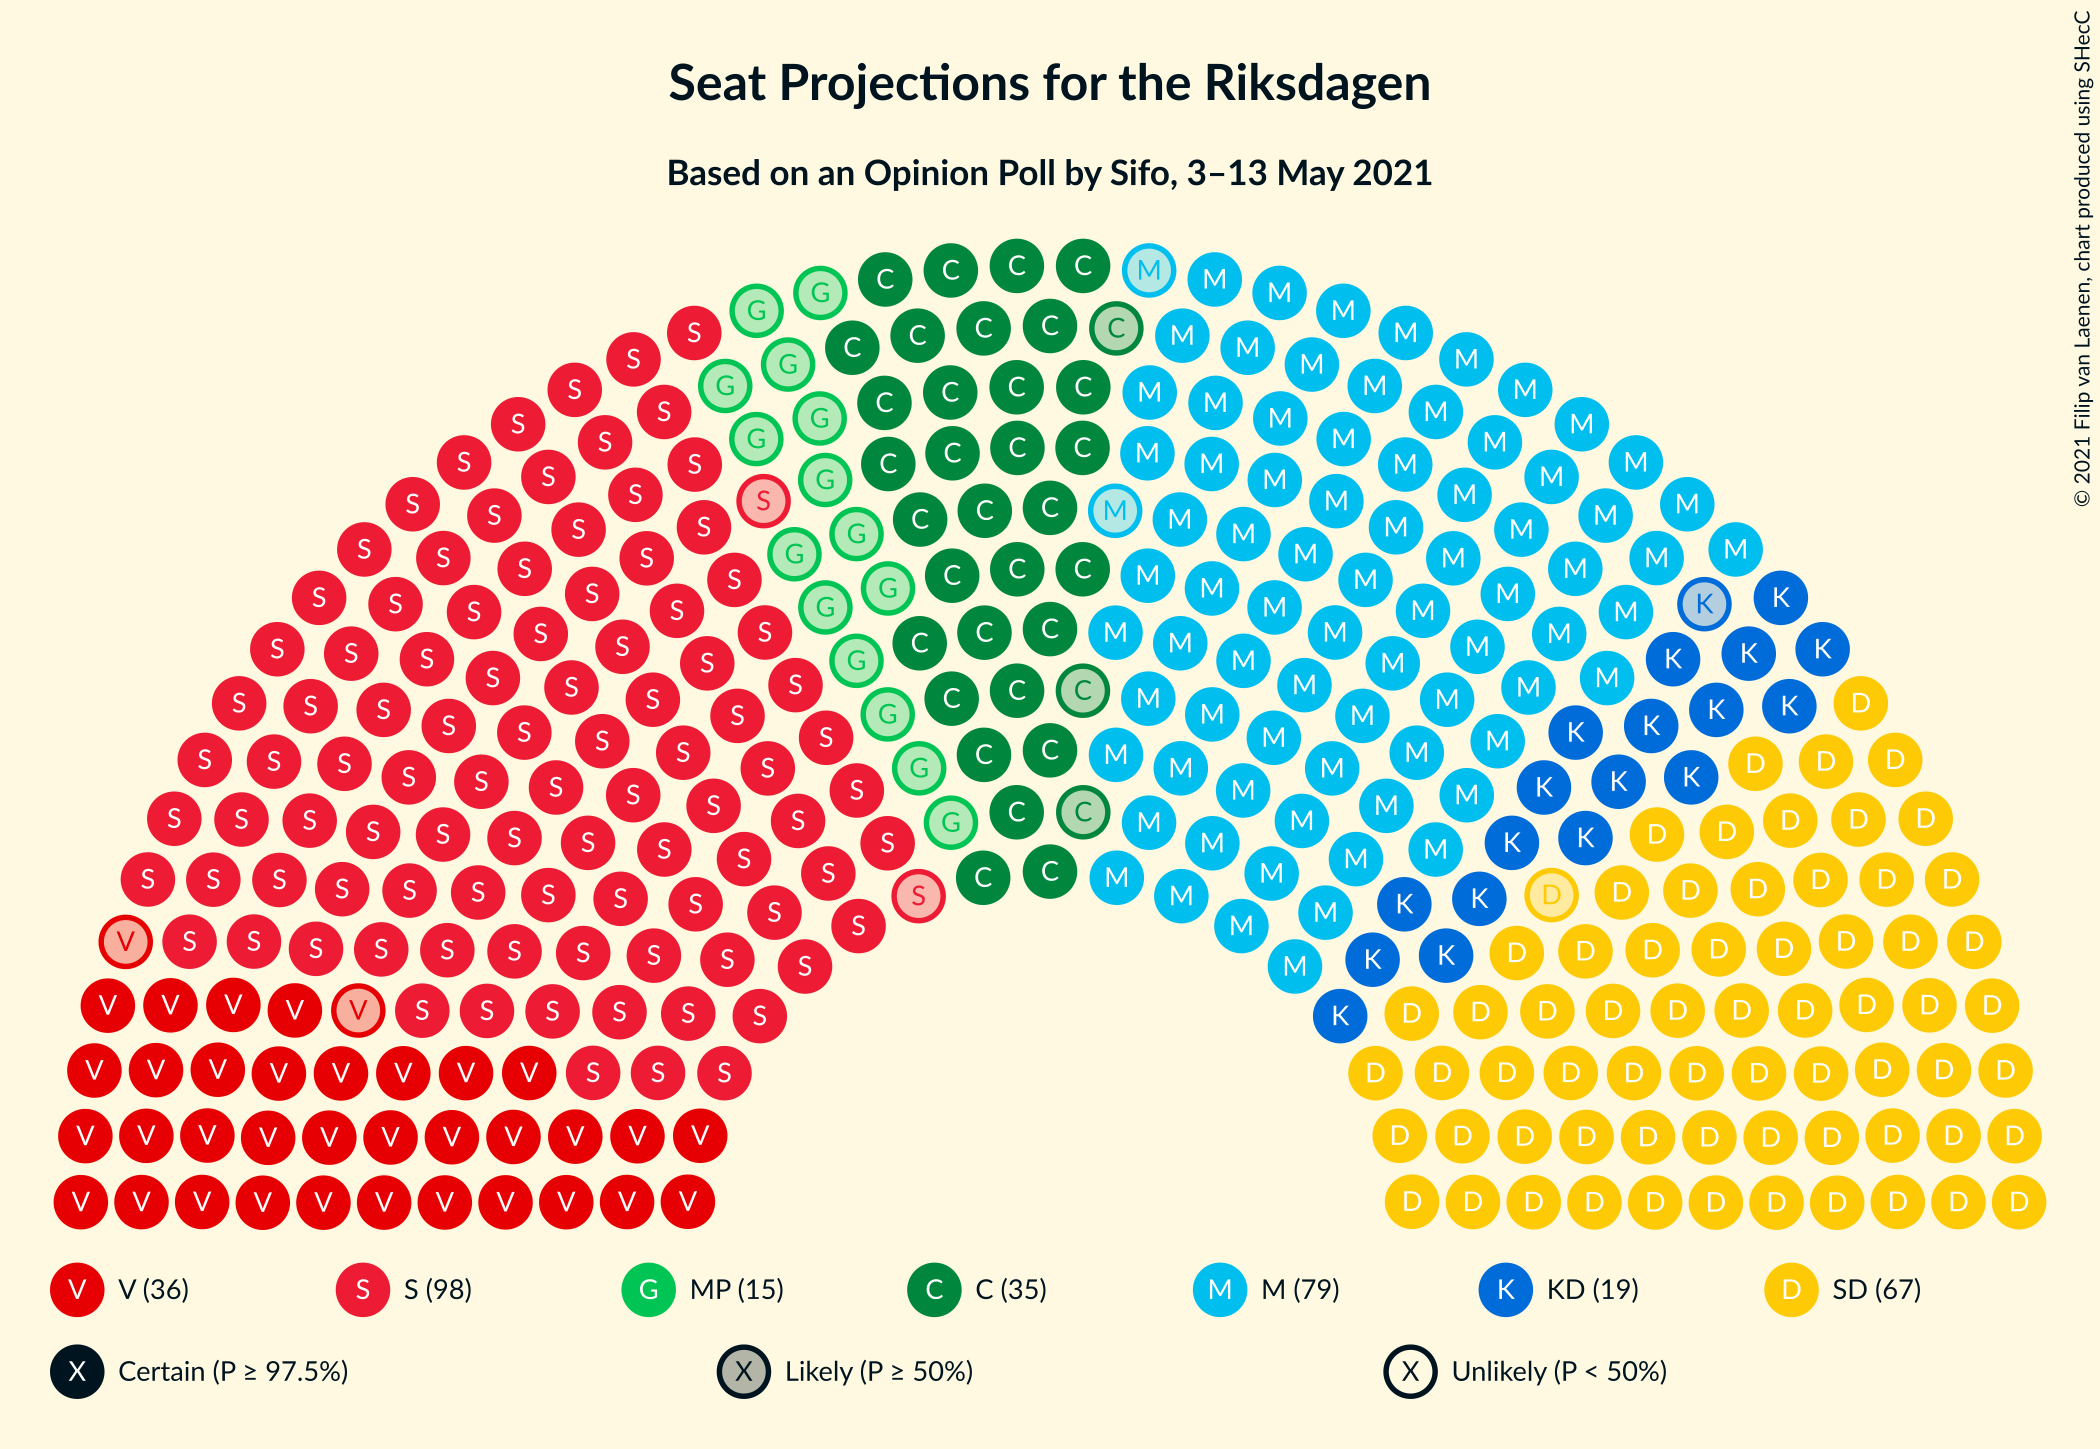 Seat Projections for the Riksdagen
Based on an Opinion Poll by Sifo, 3–13 May 2021
© 2021 Filip van Laenen, chart produced using SHecC
V V (36) S S (98) G MP (15) C C (35) M M (79) K KD (19) D SD (67)
X Certain (P ≥ 97.5%) X Likely (P ≥ 50%) X Unlikely (P < 50%)